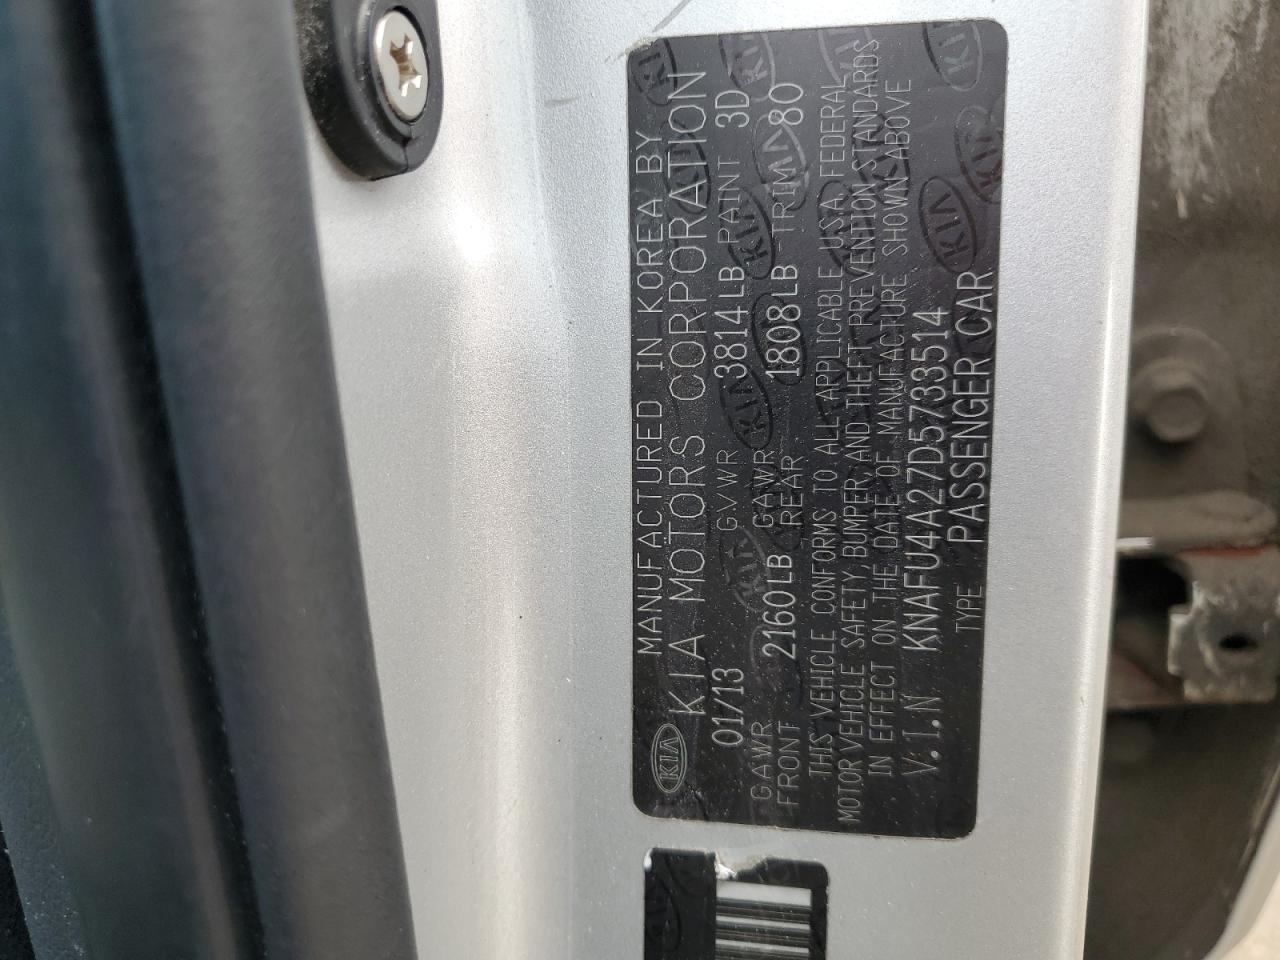 KIA
MANUFACTURED IN KOREA BY
KIA MOTORS CORPORATION
01/13 GVWR 3814LB PAINT 3D
GAWR FRONT 2160LB GAWR REAR 1808LB TRIM 80
THIS VEHICLE CONFORMS TO ALL APPLICABLE USA FEDERAL
MOTOR VEHICLE SAFETY, BUMPER, AND THEFT PREVENTION STANDARDS
IN EFFECT ON THE DATE OF MANUFACTURE SHOWN ABOVE
V.I.N KNAFU4A27D5733514
TYPE PASSENGER CAR